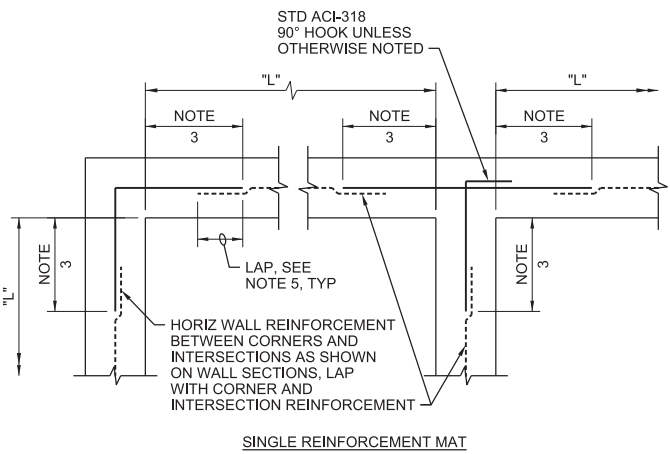 STD ACI-318
90° HOOK UNLESS
OTHERWISE NOTED
"L"
"L"
NOTE
3
NOTE
3
NOTE
3
NOTE
3
NOTE
3
"L"
LAP, SEE
NOTE 5, TYP
HORIZ WALL REINFORCEMENT
BETWEEN CORNERS AND
INTERSECTIONS AS SHOWN
ON WALL SECTIONS, LAP
WITH CORNER AND
INTERSECTION REINFORCEMENT
SINGLE REINFORCEMENT MAT